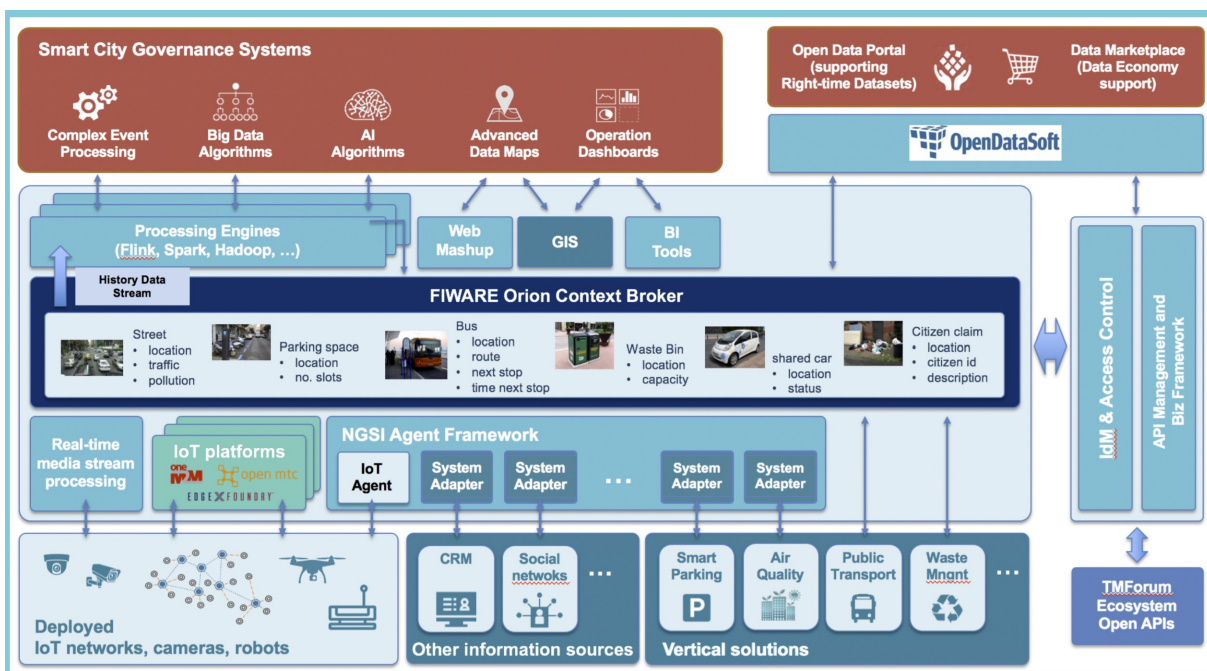 Smart City Governance Systems
Complex Event
Processing
Big Data
Algorithms
AI
Algorithms
Advanced
Data Maps
Operation
Dashboards
Open Data Portal
(supporting
Right-time Datasets)
Data Marketplace
(Data Economy
support)
OpenDataSoft
Processing Engines
(Flink, Spark, Hadoop, …)
Web
Mashup
GIS
BI
Tools
History Data
Stream
FIWARE Orion Context Broker
Street
• location
• traffic
• pollution
Parking space
• location
• no. slots
Bus
• location
• route
• next stop
• time next stop
Waste Bin
• location
• capacity
shared car
• location
• status
Citizen claim
• location
• citizen id
• description
IdM & Access Control
API Management and
Biz Framework
Real-time
media stream
processing
IoT platforms
oneM2M
open mtc
EDGE X FOUNDRY
NGSI Agent Framework
IoT
Agent
System
Adapter
System
Adapter
...
System
Adapter
System
Adapter
Deployed
IoT networks, cameras, robots
CRM
Social
netwoks
...
Other information sources
Smart
Parking
P
Air
Quality
Public
Transport
Waste
Mngnt
...
Vertical solutions
TMForum
Ecosystem
Open APIs